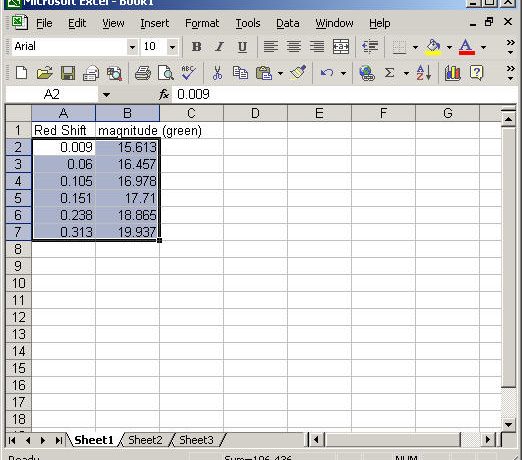 Microsoft Excel - Book1
File Edit View Insert Format Tools Data Window Help
Arial 10 B I U $ A
ABC Σ ?
A2 fx 0.009
A B C D E F G
1 Red Shift magnitude (green)
2 0.009 15.613
3 0.06 16.457
4 0.105 16.978
5 0.151 17.71
6 0.238 18.865
7 0.313 19.937
8
9
10
11
12
13
14
15
16
17
18
Sheet1 Sheet2 Sheet3
Ready Sum=106.436 NUM